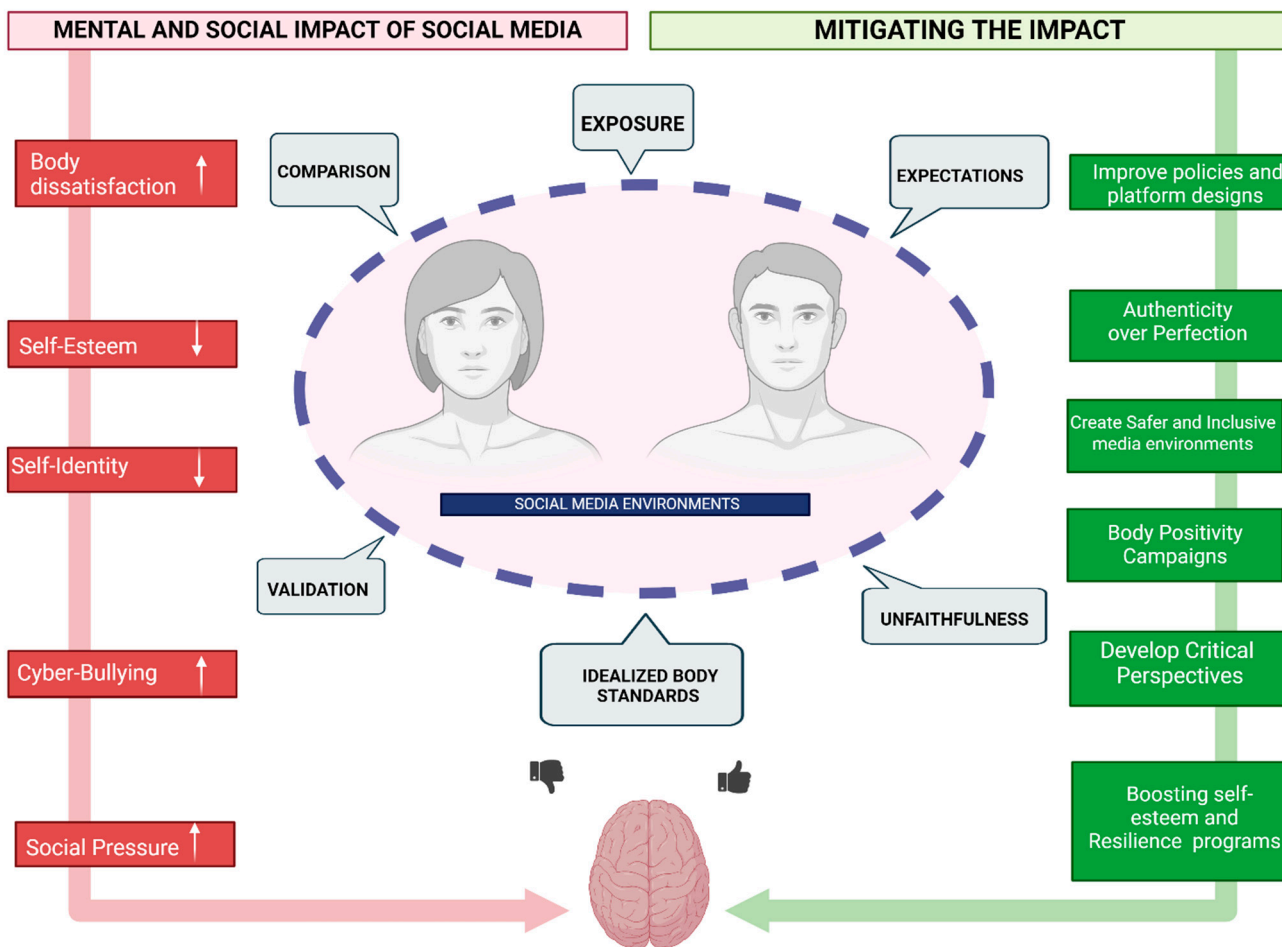 MENTAL AND SOCIAL IMPACT OF SOCIAL MEDIA
MITIGATING THE IMPACT
Body
dissatisfaction
Self-Esteem
Self-Identity
Cyber-Bullying
Social Pressure
EXPOSURE
COMPARISON
EXPECTATIONS
SOCIAL MEDIA ENVIRONMENTS
VALIDATION
UNFAITHFULNESS
IDEALIZED BODY
STANDARDS
Improve policies and
platform designs
Authenticity
over Perfection
Create Safer and Inclusive
media environments
Body Positivity
Campaigns
Develop Critical
Perspectives
Boosting self-
esteem and
Resilience programs